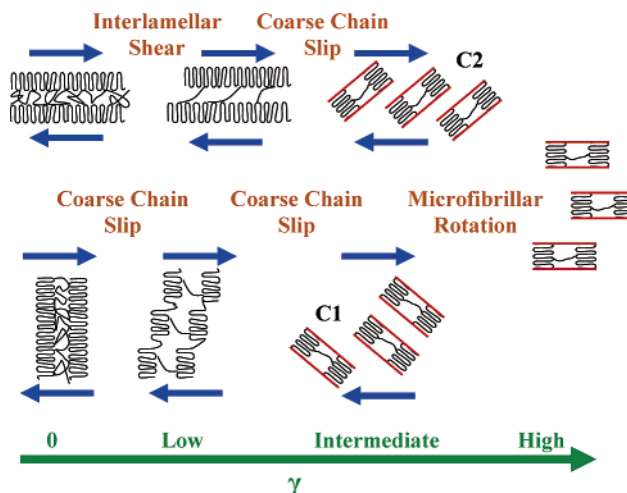 Interlamellar
Shear
Coarse Chain
Slip
C2
Coarse Chain
Slip
Coarse Chain
Slip
Microfibrillar
Rotation
C1
0
Low
Intermediate
High
γ